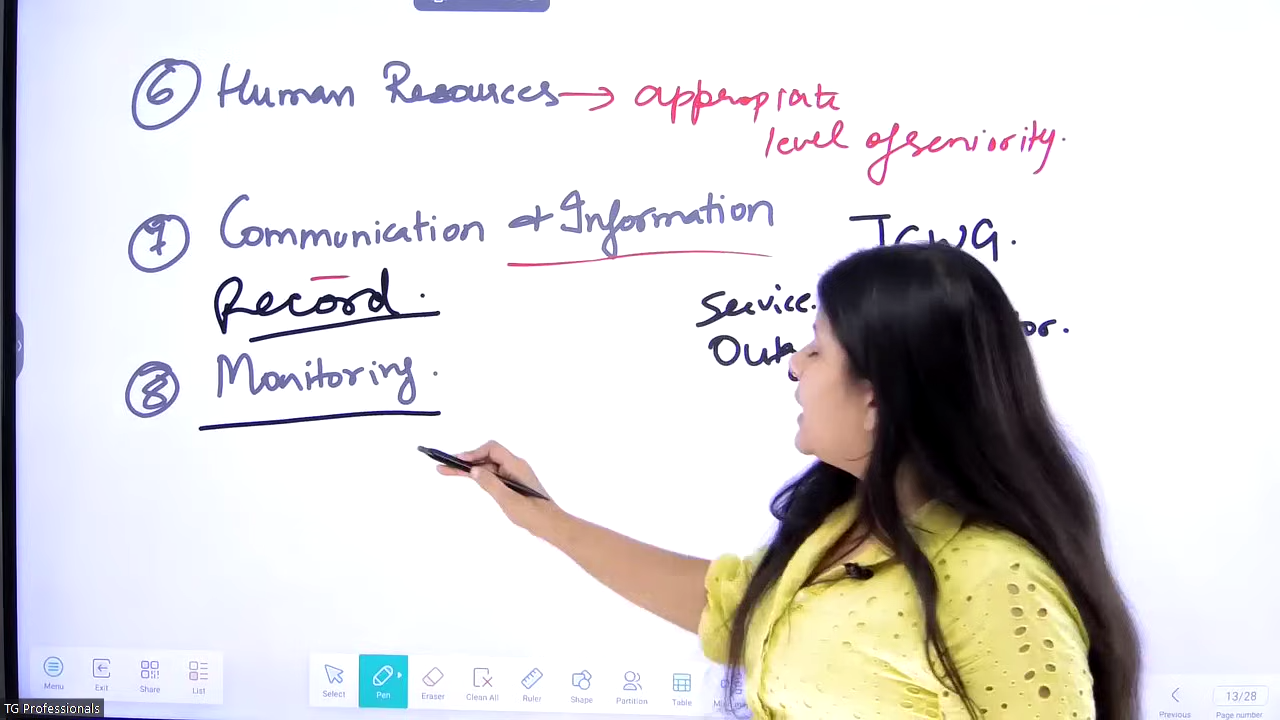 6 Human Resources → appropriate
level of seniority.
7 Communication & Information
TCWG.
Record.
Service.
or.
8 Monitoring.
Menu Exit Share List Select Pen Eraser Clean All Ruler Shape Partition Table Previous 13/28 Page number
TG Professionals